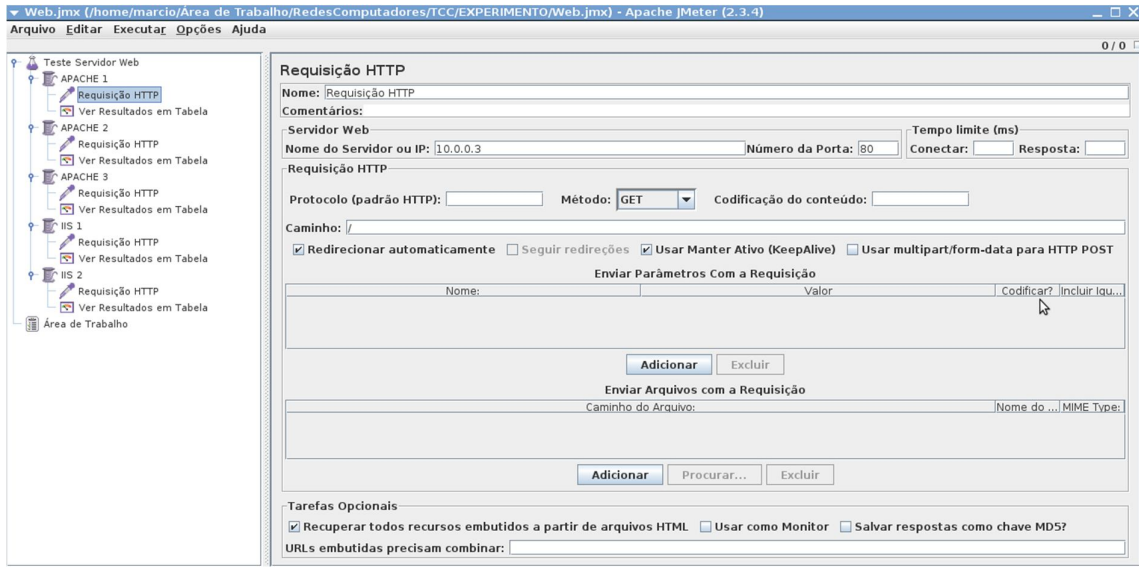 Web.jmx (/home/marcio/Área de Trabalho/RedesComputadores/TCC/EXPERIMENTO/Web.jmx) - Apache JMeter (2.3.4)
Arquivo Editar Executar Opções Ajuda
0 / 0
Teste Servidor Web
APACHE 1
Requisição HTTP
Ver Resultados em Tabela
APACHE 2
Requisição HTTP
Ver Resultados em Tabela
APACHE 3
Requisição HTTP
Ver Resultados em Tabela
IIS 1
Requisição HTTP
Ver Resultados em Tabela
IIS 2
Requisição HTTP
Ver Resultados em Tabela
Área de Trabalho
Requisição HTTP
Nome: Requisição HTTP
Comentários:
Servidor Web
Nome do Servidor ou IP: 10.0.0.3 Número da Porta: 80
Tempo limite (ms)
Conectar: Resposta:
Requisição HTTP
Protocolo (padrão HTTP): Método: GET Codificação do conteúdo:
Caminho: /
Redirecionar automaticamente Seguir redireções Usar Manter Ativo (KeepAlive) Usar multipart/form-data para HTTP POST
Enviar Parâmetros Com a Requisição
Nome: Valor Codificar? Incluir Igu...
Adicionar Excluir
Enviar Arquivos com a Requisição
Caminho do Arquivo: Nome do ... MIME Type:
Adicionar Procurar... Excluir
Tarefas Opcionais
Recuperar todos recursos embutidos a partir de arquivos HTML Usar como Monitor Salvar respostas como chave MD5?
URLs embutidas precisam combinar: